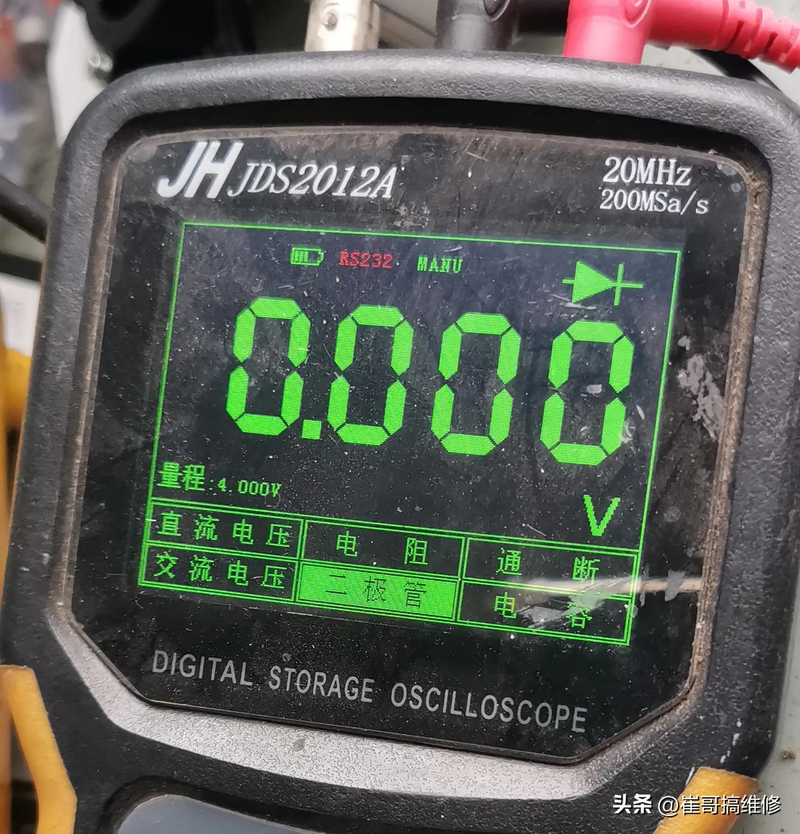 JH JDS2012A
20MHz
200MSa/s
RS232 MANU
0.000
量程:4.000V
V
直流电压 电阻 通断
交流电压 二极管 电容
DIGITAL STORAGE OSCILLOSCOPE
头条 @崔哥搞维修